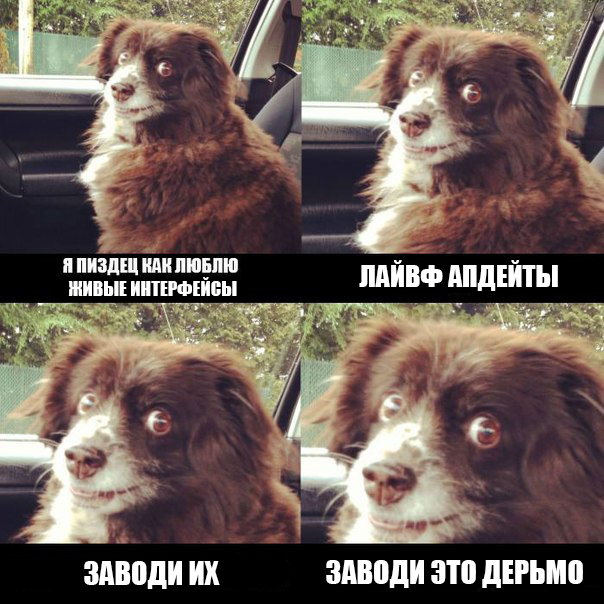 Я ПИЗДЕЦ КАК ЛЮБЛЮ
ЖИВЫЕ ИНТЕРФЕЙСЫ
ЛАЙВФ АПДЕЙТЫ
ЗАВОДИ ИХ
ЗАВОДИ ЭТО ДЕРЬМО